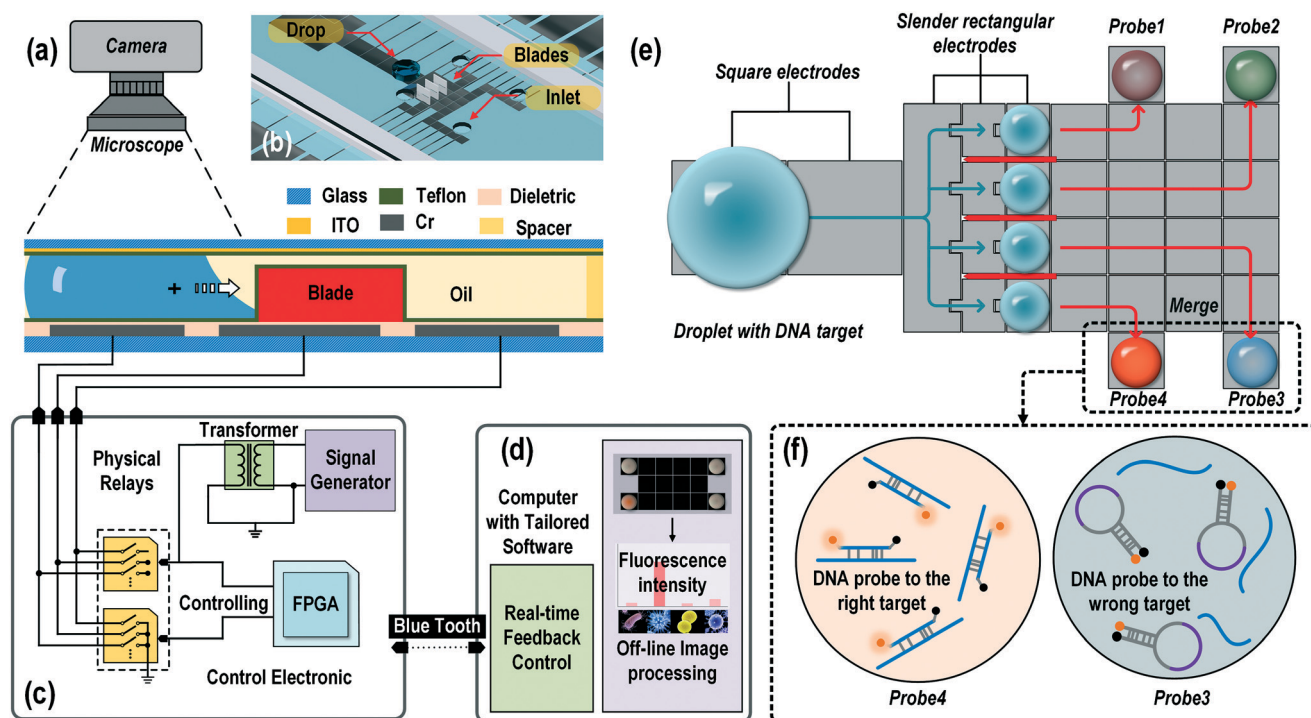 (a)
Camera
Microscope
Drop
Blades
Inlet
(b)
Glass
Teflon
Dieletric
ITO
Cr
Spacer
+
Blade
Oil
Transformer
Physical
Relays
Signal
Generator
Controlling
FPGA
Control Electronic
(c)
Blue Tooth
(d)
Computer
with Tailored
Software
Real-time
Feedback
Control
Fluorescence
intensity
Off-line Image
processing
(e)
Square electrodes
Slender rectangular
electrodes
Probe1
Probe2
Droplet with DNA target
Merge
Probe4
Probe3
(f)
DNA probe to the
right target
Probe4
DNA probe to the
wrong target
Probe3